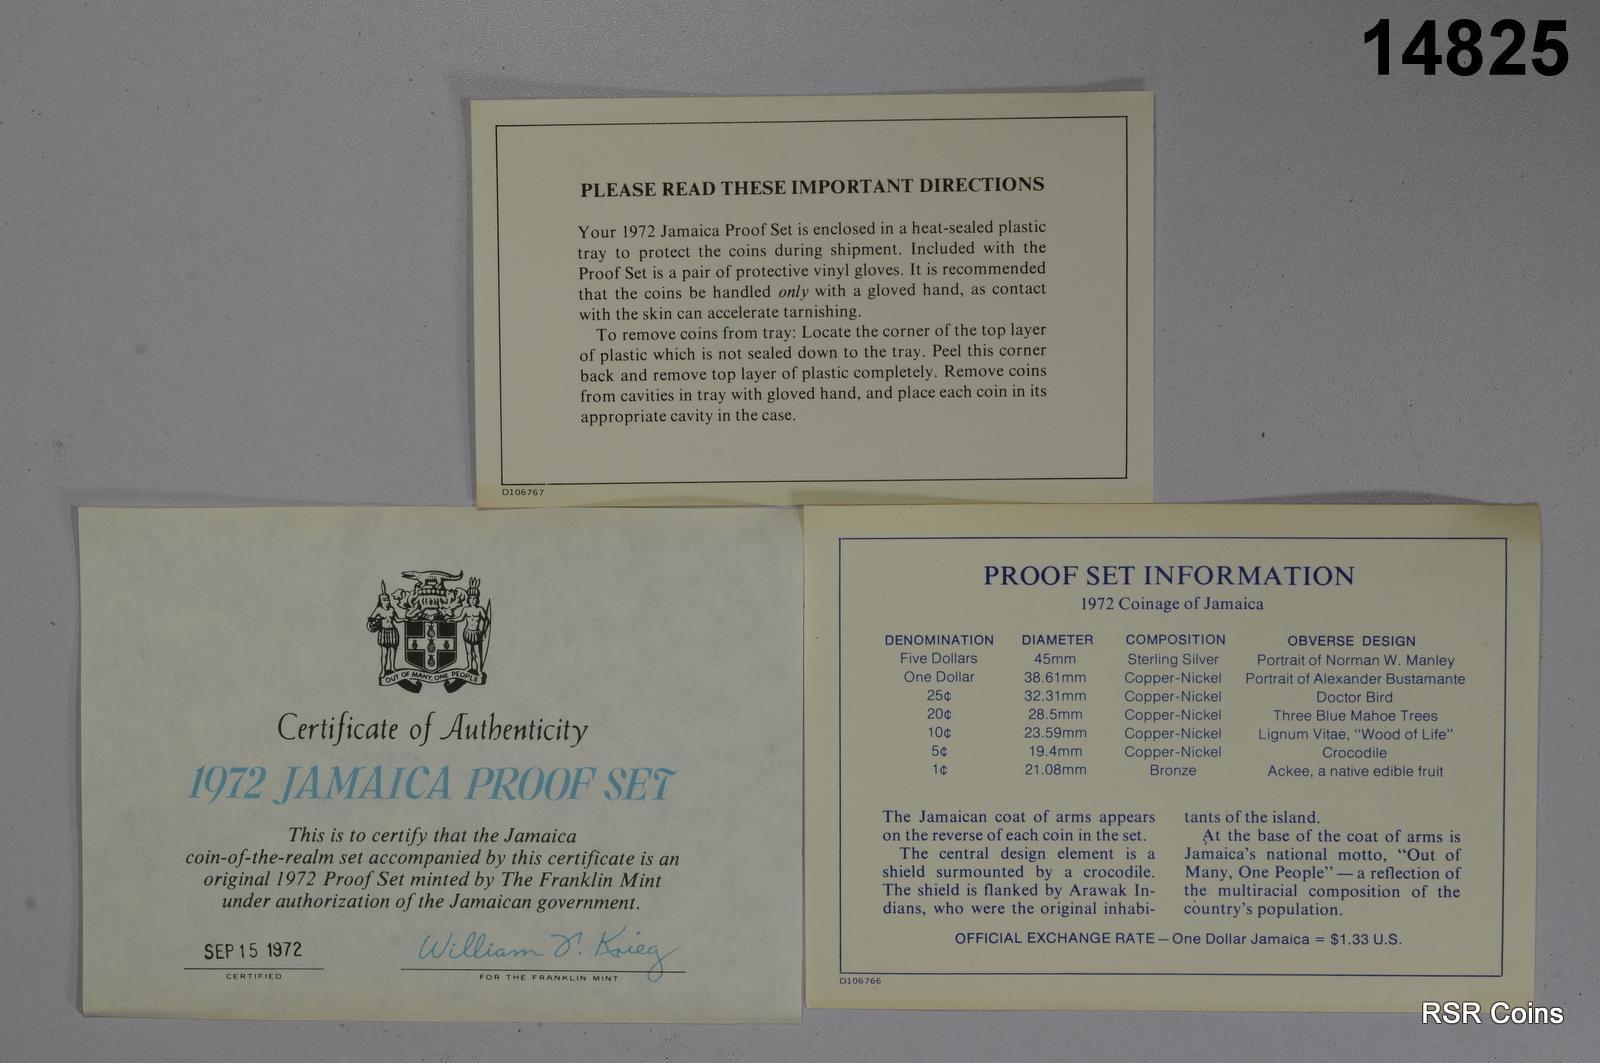 14825
PLEASE READ THESE IMPORTANT DIRECTIONS
Your 1972 Jamaica Proof Set is enclosed in a heat-sealed plastic
tray to protect the coins during shipment. Included with the
Proof Set is a pair of protective vinyl gloves. It is recommended
that the coins be handled only with a gloved hand, as contact
with the skin can accelerate tarnishing.
To remove coins from tray: Locate the corner of the top layer
of plastic which is not sealed down to the tray. Peel this corner
back and remove top layer of plastic completely. Remove coins
from cavities in tray with gloved hand, and place each coin in its
appropriate cavity in the case.
D106767
OUT OF MANY, ONE PEOPLE
Certificate of Authenticity
1972 JAMAICA PROOF SET
This is to certify that the Jamaica
coin-of-the-realm set accompanied by this certificate is an
original 1972 Proof Set minted by The Franklin Mint
under authorization of the Jamaican government.
SEP 15 1972
William T. Krieg
CERTIFIED
FOR THE FRANKLIN MINT
PROOF SET INFORMATION
1972 Coinage of Jamaica
DENOMINATION DIAMETER COMPOSITION OBVERSE DESIGN
Five Dollars 45mm Sterling Silver Portrait of Norman W. Manley
One Dollar 38.61mm Copper-Nickel Portrait of Alexander Bustamante
25¢ 32.31mm Copper-Nickel Doctor Bird
20¢ 28.5mm Copper-Nickel Three Blue Mahoe Trees
10¢ 23.59mm Copper-Nickel Lignum Vitae, "Wood of Life"
5¢ 19.4mm Copper-Nickel Crocodile
1¢ 21.08mm Bronze Ackee, a native edible fruit
The Jamaican coat of arms appears
on the reverse of each coin in the set.
The central design element is a
shield surmounted by a crocodile.
The shield is flanked by Arawak In-
dians, who were the original inhabi-
tants of the island.
At the base of the coat of arms is
Jamaica's national motto, "Out of
Many, One People" — a reflection of
the multiracial composition of the
country's population.
OFFICIAL EXCHANGE RATE — One Dollar Jamaica = $1.33 U.S.
D106766
RSR Coins